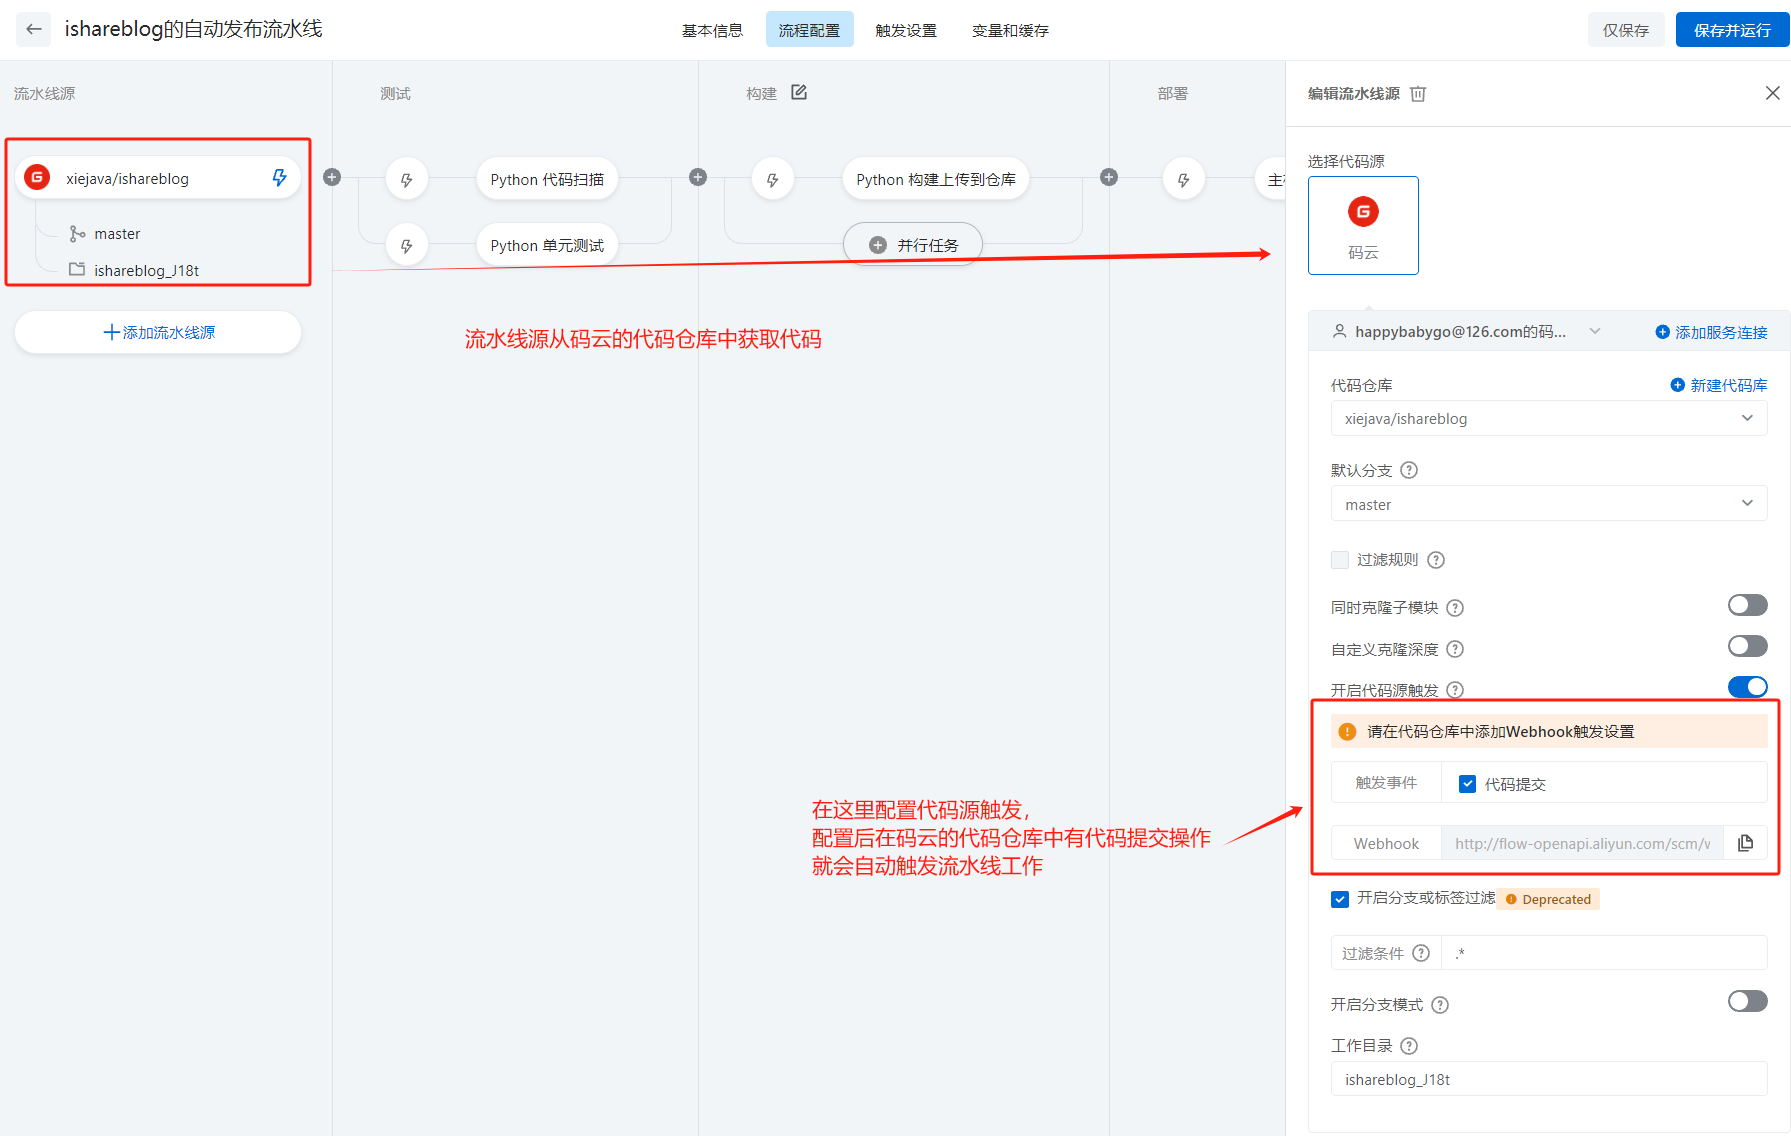 ishareblog的自动发布流水线
基本信息
流程配置
触发设置
变量和缓存
仅保存
保存并运行
流水线源
测试
构建
部署
编辑流水线源
xiejava/ishareblog
master
ishareblog_J18t
添加流水线源
Python 代码扫描
Python 单元测试
Python 构建上传到仓库
并行任务
流水线源从码云的代码仓库中获取代码
在这里配置代码源触发，
配置后在码云的代码仓库中有代码提交操作
就会自动触发流水线工作
选择代码源
码云
happybabygo@126.com的码...
添加服务连接
代码仓库
新建代码库
xiejava/ishareblog
默认分支
master
过滤规则
同时克隆子模块
自定义克隆深度
开启代码源触发
请在代码仓库中添加Webhook触发设置
触发事件
代码提交
Webhook
http://flow-openapi.aliyun.com/scm/v
开启分支或标签过滤
Deprecated
过滤条件
.*
开启分支模式
工作目录
ishareblog_J18t